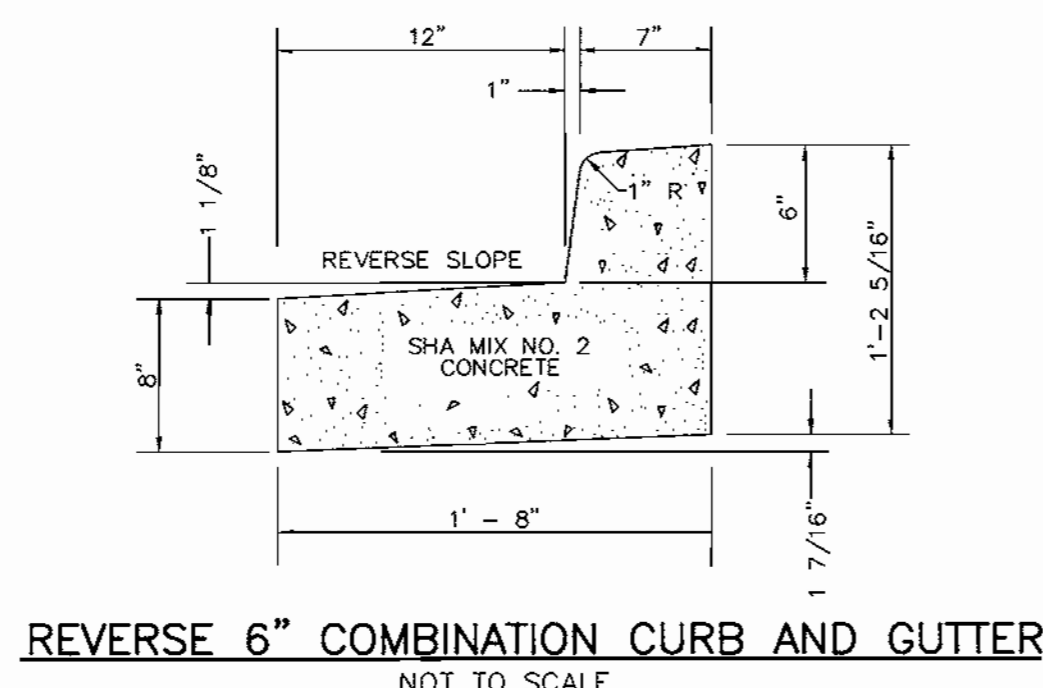 12"
7"
1"
1 1/8"
1" R
6"
1'-2 5/16"
REVERSE SLOPE
SHA MIX NO. 2
CONCRETE
8"
1' - 8"
1 7/16"
REVERSE 6" COMBINATION CURB AND GUTTER
NOT TO SCALE